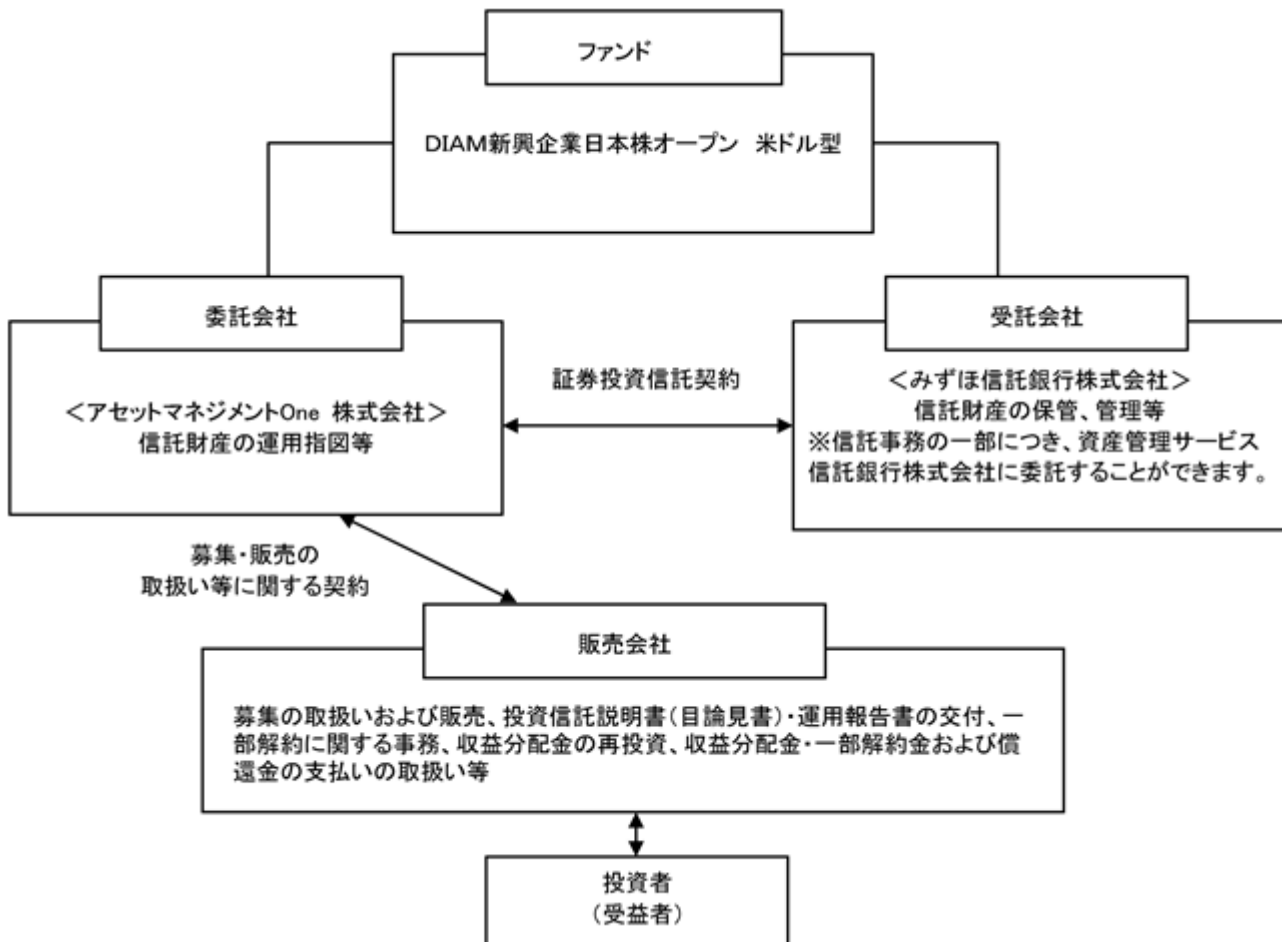 ファンド
DIAM新興企業日本株オープン　米ドル型
委託会社
＜アセットマネジメントOne 株式会社＞
信託財産の運用指図等
証券投資信託契約
受託会社
＜みずほ信託銀行株式会社＞
信託財産の保管、管理等
※信託事務の一部につき、資産管理サービス
信託銀行株式会社に委託することができます。
募集・販売の
取扱い等に関する契約
販売会社
募集の取扱いおよび販売、投資信託説明書（目論見書）・運用報告書の交付、一
部解約に関する事務、収益分配金の再投資、収益分配金・一部解約金および償
還金の支払いの取扱い等
投資者
（受益者）